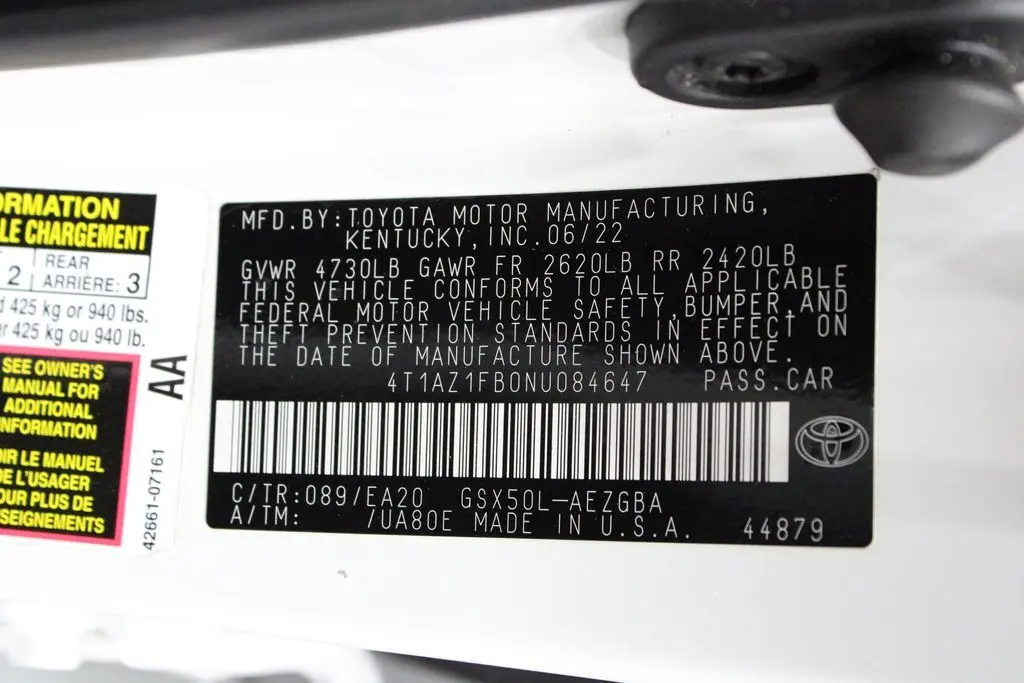 ORMATION
LE CHARGEMENT
2 REAR ARRIÈRE: 3
425 kg or 940 lbs.
er 425 kg ou 940 lb.
SEE OWNER'S
MANUAL FOR
ADDITIONAL
INFORMATION
OIR LE MANUEL
DE L'USAGER
OUR PLUS DE
SEIGNEMENTS
AA
42661-07161
MFD.BY:TOYOTA MOTOR MANUFACTURING,
KENTUCKY,INC.06/22
GVWR 4730LB GAWR FR 2620LB RR 2420LB
THIS VEHICLE CONFORMS TO ALL APPLICABLE
FEDERAL MOTOR VEHICLE SAFETY,BUMPER,AND
THEFT PREVENTION STANDARDS IN EFFECT ON
THE DATE OF MANUFACTURE SHOWN ABOVE.
4T1AZ1FB0NU084647 PASS.CAR
C/TR:089/EA20 GSX50L-AEZGBA
A/TM: /UA80E MADE IN U.S.A. 44879